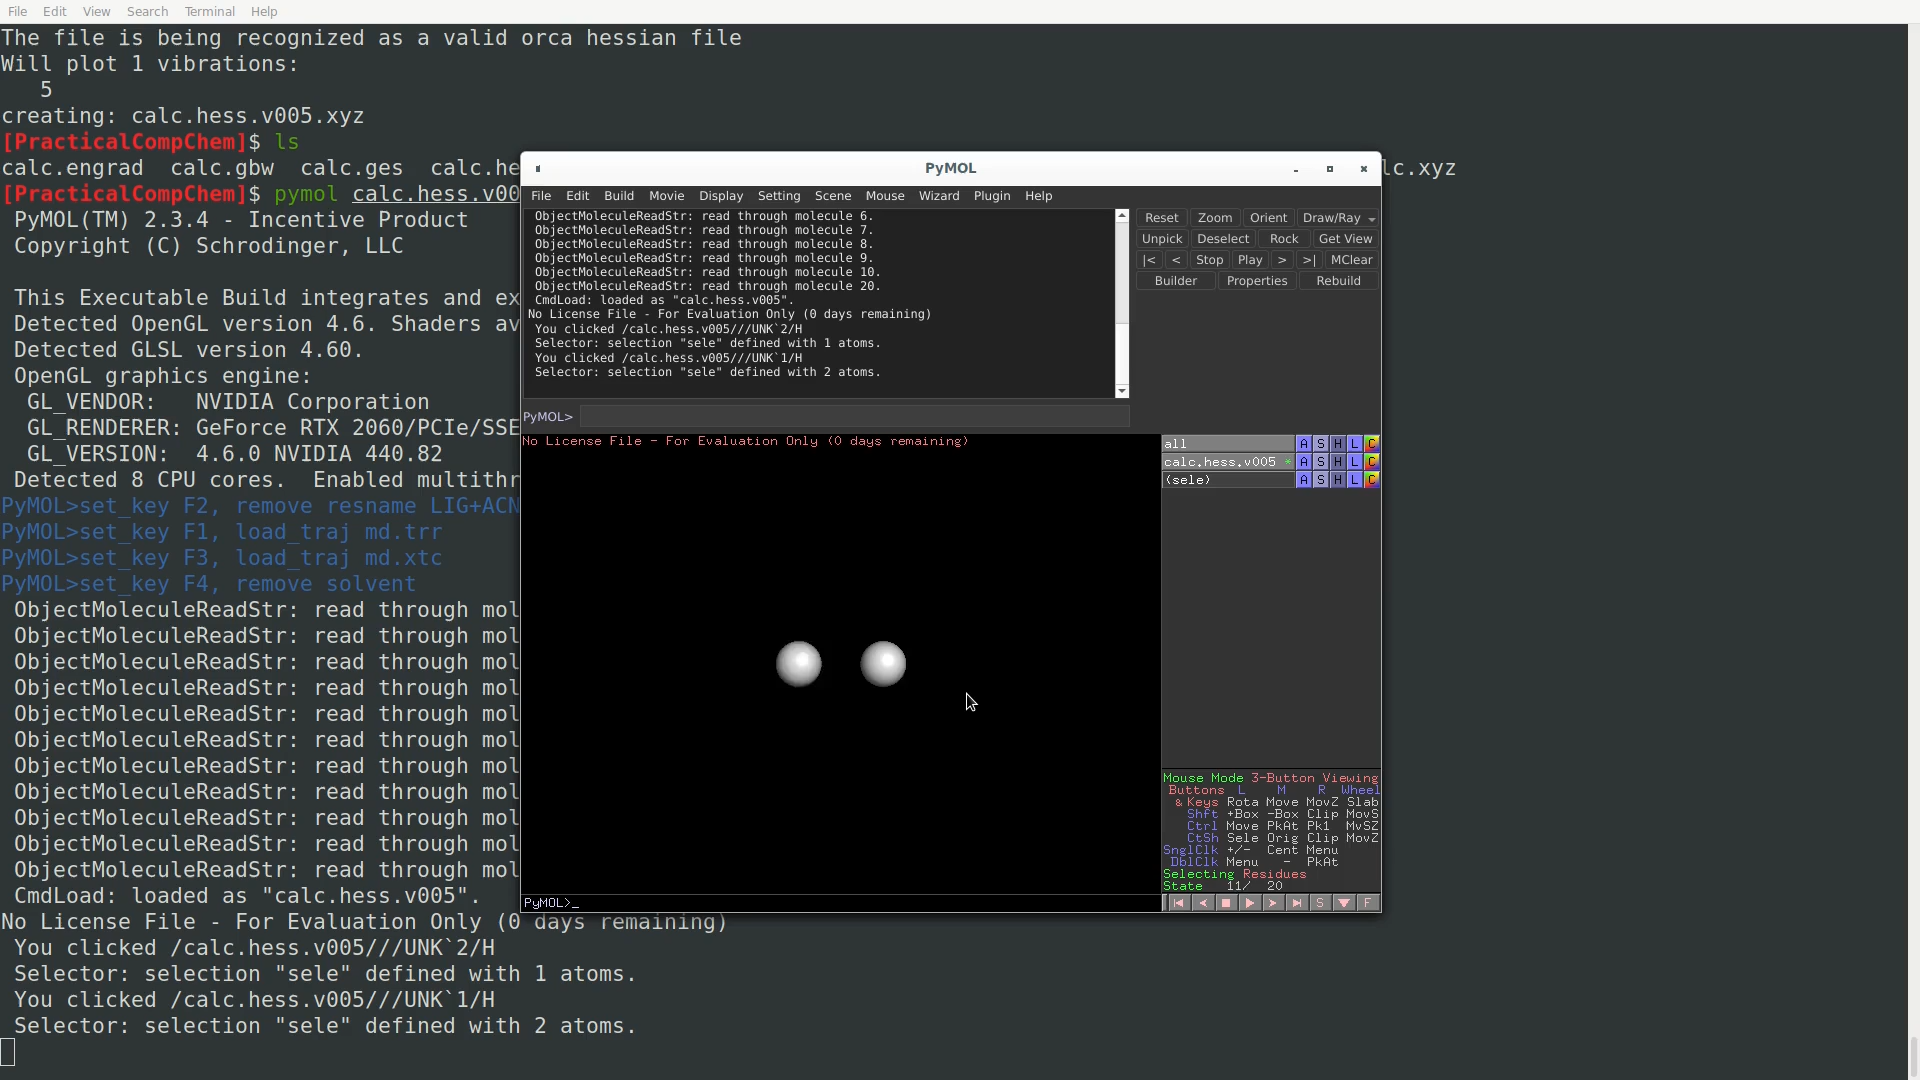 File Edit View Search Terminal Help
The file is being recognized as a valid orca hessian file
Will plot 1 vibrations:
5
creating: calc.hess.v005.xyz
[PracticalCompChem]$ ls
calc.engrad calc.gbw calc.ges calc.he
lc.xyz
[PracticalCompChem]$ pymol calc.hess.v00
PyMOL(TM) 2.3.4 - Incentive Product
Copyright (C) Schrodinger, LLC
This Executable Build integrates and ex
Detected OpenGL version 4.6. Shaders av
Detected GLSL version 4.60.
OpenGL graphics engine:
GL_VENDOR: NVIDIA Corporation
GL_RENDERER: GeForce RTX 2060/PCIe/SSE
GL_VERSION: 4.6.0 NVIDIA 440.82
Detected 8 CPU cores. Enabled multithr
PyMOL>set_key F2, remove resname LIG+ACN
PyMOL>set_key F1, load_traj md.trr
PyMOL>set_key F3, load_traj md.xtc
PyMOL>set_key F4, remove solvent
ObjectMoleculeReadStr: read through mol
ObjectMoleculeReadStr: read through mol
ObjectMoleculeReadStr: read through mol
ObjectMoleculeReadStr: read through mol
ObjectMoleculeReadStr: read through mol
ObjectMoleculeReadStr: read through mol
ObjectMoleculeReadStr: read through mol
ObjectMoleculeReadStr: read through mol
ObjectMoleculeReadStr: read through mol
ObjectMoleculeReadStr: read through mol
ObjectMoleculeReadStr: read through mol
CmdLoad: loaded as "calc.hess.v005".
No License File - For Evaluation Only (0 days remaining)
You clicked /calc.hess.v005///UNK`2/H
Selector: selection "sele" defined with 1 atoms.
You clicked /calc.hess.v005///UNK`1/H
Selector: selection "sele" defined with 2 atoms.
PyMOL
File Edit Build Movie Display Setting Scene Mouse Wizard Plugin Help
ObjectMoleculeReadStr: read through molecule 6.
ObjectMoleculeReadStr: read through molecule 7.
ObjectMoleculeReadStr: read through molecule 8.
ObjectMoleculeReadStr: read through molecule 9.
ObjectMoleculeReadStr: read through molecule 10.
ObjectMoleculeReadStr: read through molecule 20.
CmdLoad: loaded as "calc.hess.v005".
No License File - For Evaluation Only (0 days remaining)
You clicked /calc.hess.v005///UNK`2/H
Selector: selection "sele" defined with 1 atoms.
You clicked /calc.hess.v005///UNK`1/H
Selector: selection "sele" defined with 2 atoms.
PyMOL>
Reset Zoom Orient Draw/Ray
Unpick Deselect Rock Get View
|< < Stop Play > >| MClear
Builder Properties Rebuild
No License File - For Evaluation Only (0 days remaining)
all A S H L C
calc.hess.v005 * A S H L C
(sele) A S H L C
Mouse Mode 3-Button Viewing
Buttons L M R Wheel
& Keys Rota Move MovZ Slab
Shft +Box -Box Clip MovS
Ctrl Move PkAt Pk1 MvSZ
CtSh Sele Orig Clip MovZ
SnglClk +/- Cent Menu
DblClk Menu - PkAt
Selecting Residues
State 11/ 20
PyMOL>_
S F